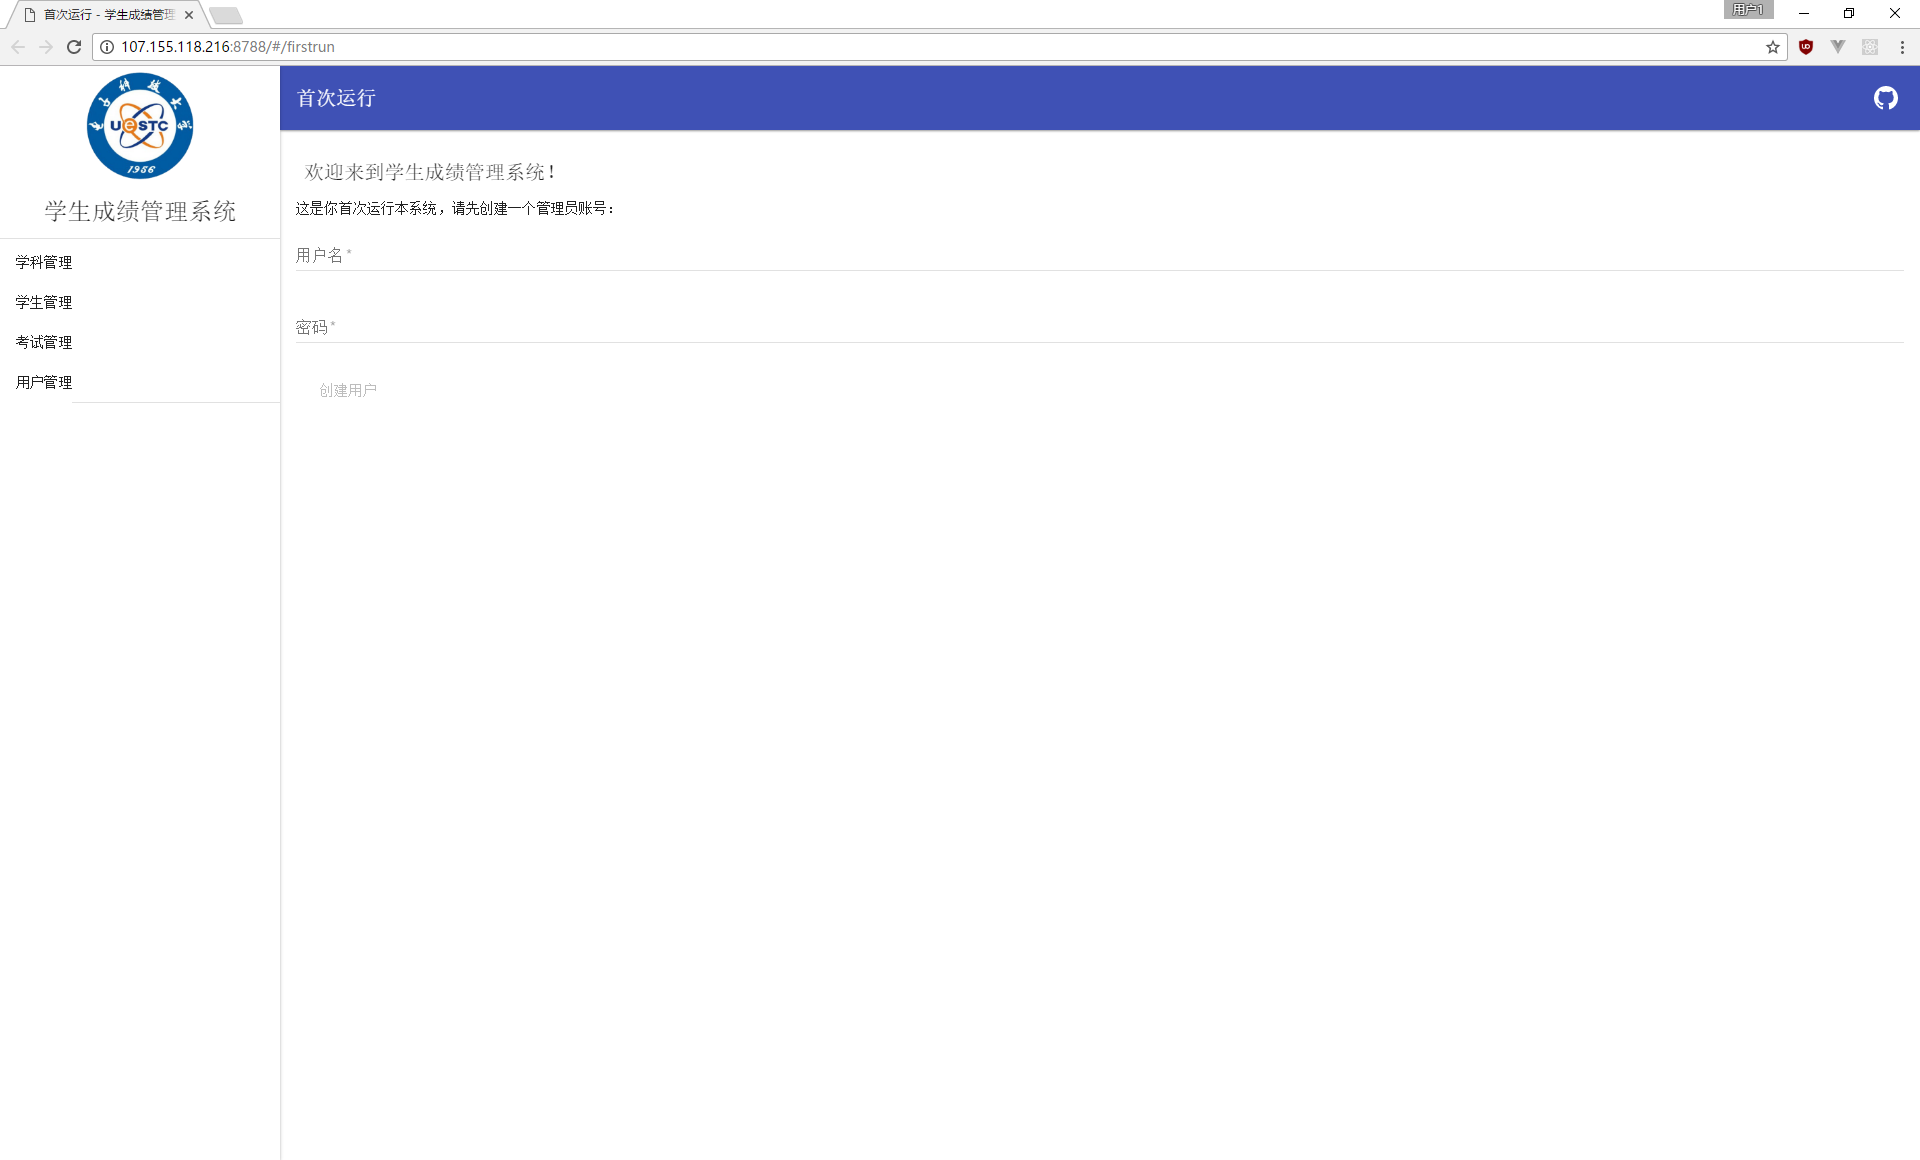 首次运行 - 学生成绩管理
用户1
107.155.118.216:8788/#/firstrun
UeSTC
1956
学生成绩管理系统
学科管理
学生管理
考试管理
用户管理
首次运行
欢迎来到学生成绩管理系统！
这是你首次运行本系统，请先创建一个管理员账号：
用户名 *
密码 *
创建用户